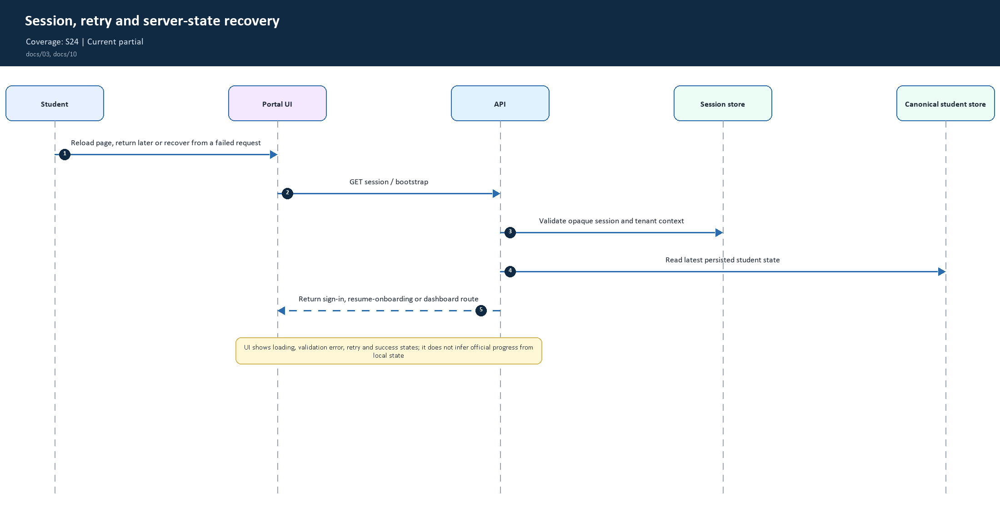 Session, retry and server-state recovery
Coverage: S24 | Current partial
docs/03, docs/10
Student
Portal UI
API
Session store
Canonical student store
Reload page, return later or recover from a failed request
1
GET session / bootstrap
2
Validate opaque session and tenant context
3
Read latest persisted student state
4
Return sign-in, resume-onboarding or dashboard route
5
UI shows loading, validation error, retry and success states; it does not infer official progress from
local state